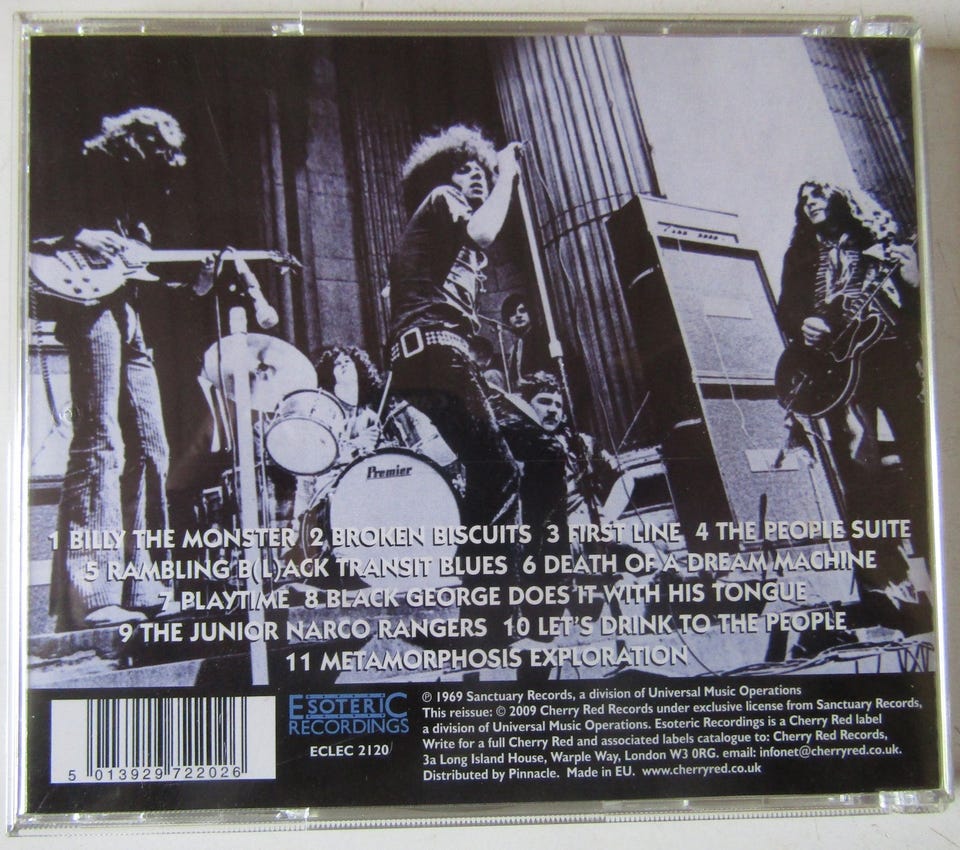 Premier
1 BILLY THE MONSTER 2 BROKEN BISCUITS 3 FIRST LINE 4 THE PEOPLE SUITE
5 RAMBLING B(L)ACK TRANSIT BLUES 6 DEATH OF A DREAM MACHINE
7 PLAYTIME 8 BLACK GEORGE DOES IT WITH HIS TONGUE
9 THE JUNIOR NARCO RANGERS 10 LET'S DRINK TO THE PEOPLE
11 METAMORPHOSIS EXPLORATION
5 013929 722026
ESOTERIC
RECORDINGS
ECLEC 2120
℗ 1969 Sanctuary Records, a division of Universal Music Operations
This reissue: © 2009 Cherry Red Records under exclusive license from Sanctuary Records,
a division of Universal Music Operations. Esoteric Recordings is a Cherry Red label
Write for a full Cherry Red and associated labels catalogue to: Cherry Red Records,
3a Long Island House, Warple Way, London W3 0RG. email: infonet@cherryred.co.uk.
Distributed by Pinnacle. Made in EU. www.cherryred.co.uk